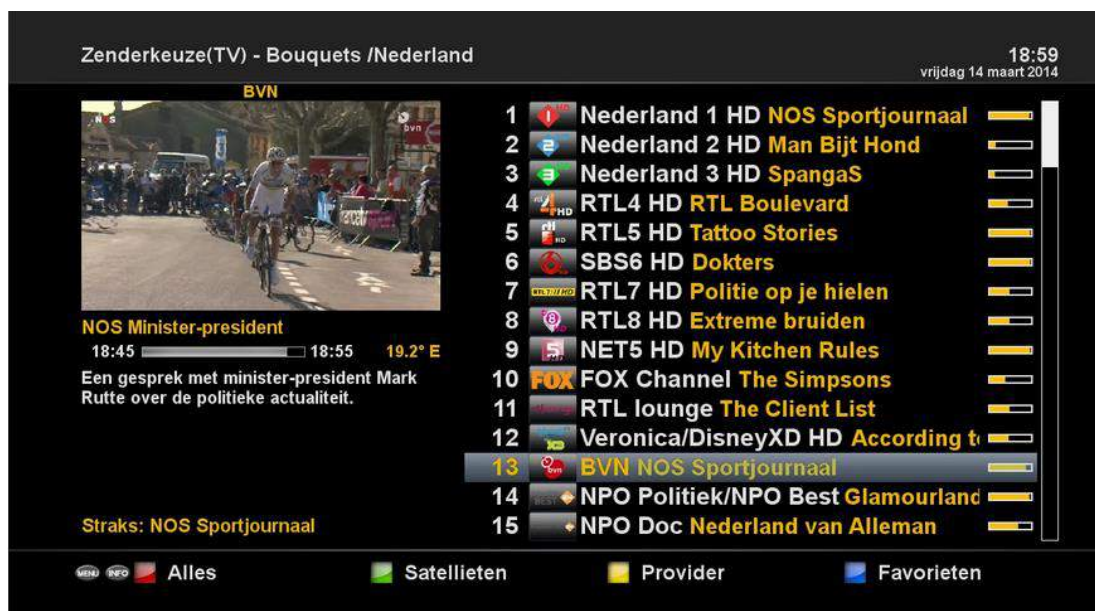 Zenderkeuze(TV) - Bouquets /Nederland
18:59
vrijdag 14 maart 2014
BVN
NOS
bvn
NOS Minister-president
18:45 18:55 19.2° E
Een gesprek met minister-president Mark
Rutte over de politieke actualiteit.
Straks: NOS Sportjournaal
1 Nederland 1 HD NOS Sportjournaal
2 Nederland 2 HD Man Bijt Hond
3 Nederland 3 HD SpangaS
4 RTL4 HD RTL Boulevard
5 RTL5 HD Tattoo Stories
6 SBS6 HD Dokters
7 RTL7 HD Politie op je hielen
8 RTL8 HD Extreme bruiden
9 NET5 HD My Kitchen Rules
10 FOX FOX Channel The Simpsons
11 RTL lounge The Client List
12 Veronica/DisneyXD HD According t
13 bvn BVN NOS Sportjournaal
14 BEST NPO Politiek/NPO Best Glamourland
15 NPO Doc Nederland van Alleman
MENU INFO Alles Satellieten Provider Favorieten